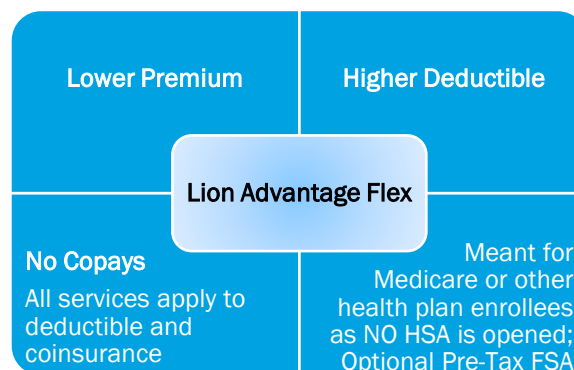 Lower Premium
Higher Deductible
Lion Advantage Flex
No Copays
All services apply to
deductible and
coinsurance
Meant for
Medicare or other
health plan enrollees
as NO HSA is opened;
Optional Pre-Tax FSA